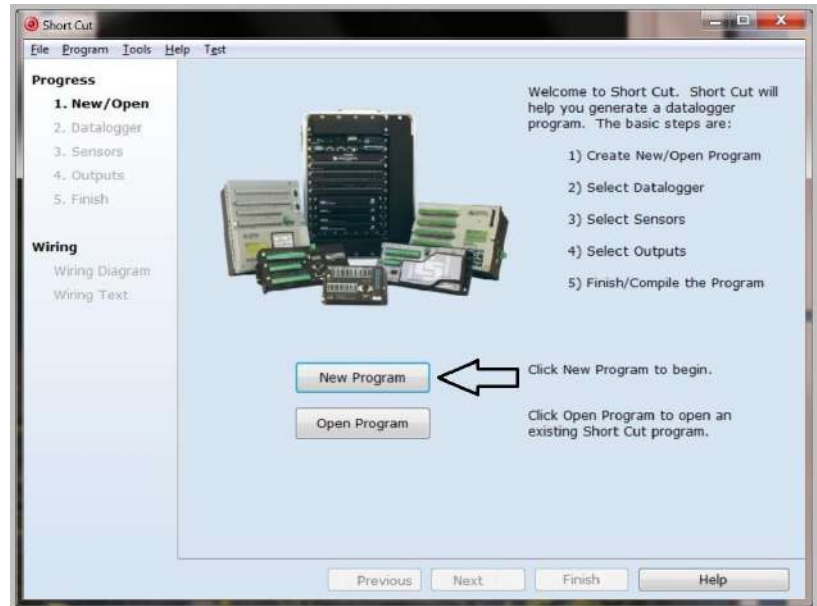 Short Cut
File Program Tools Help Test
Progress
1. New/Open
2. Datalogger
3. Sensors
4. Outputs
5. Finish
Wiring
Wiring Diagram
Wiring Text
Welcome to Short Cut. Short Cut will
help you generate a datalogger
program. The basic steps are:
1) Create New/Open Program
2) Select Datalogger
3) Select Sensors
4) Select Outputs
5) Finish/Compile the Program
New Program
Click New Program to begin.
Open Program
Click Open Program to open an
existing Short Cut program.
Previous Next Finish Help